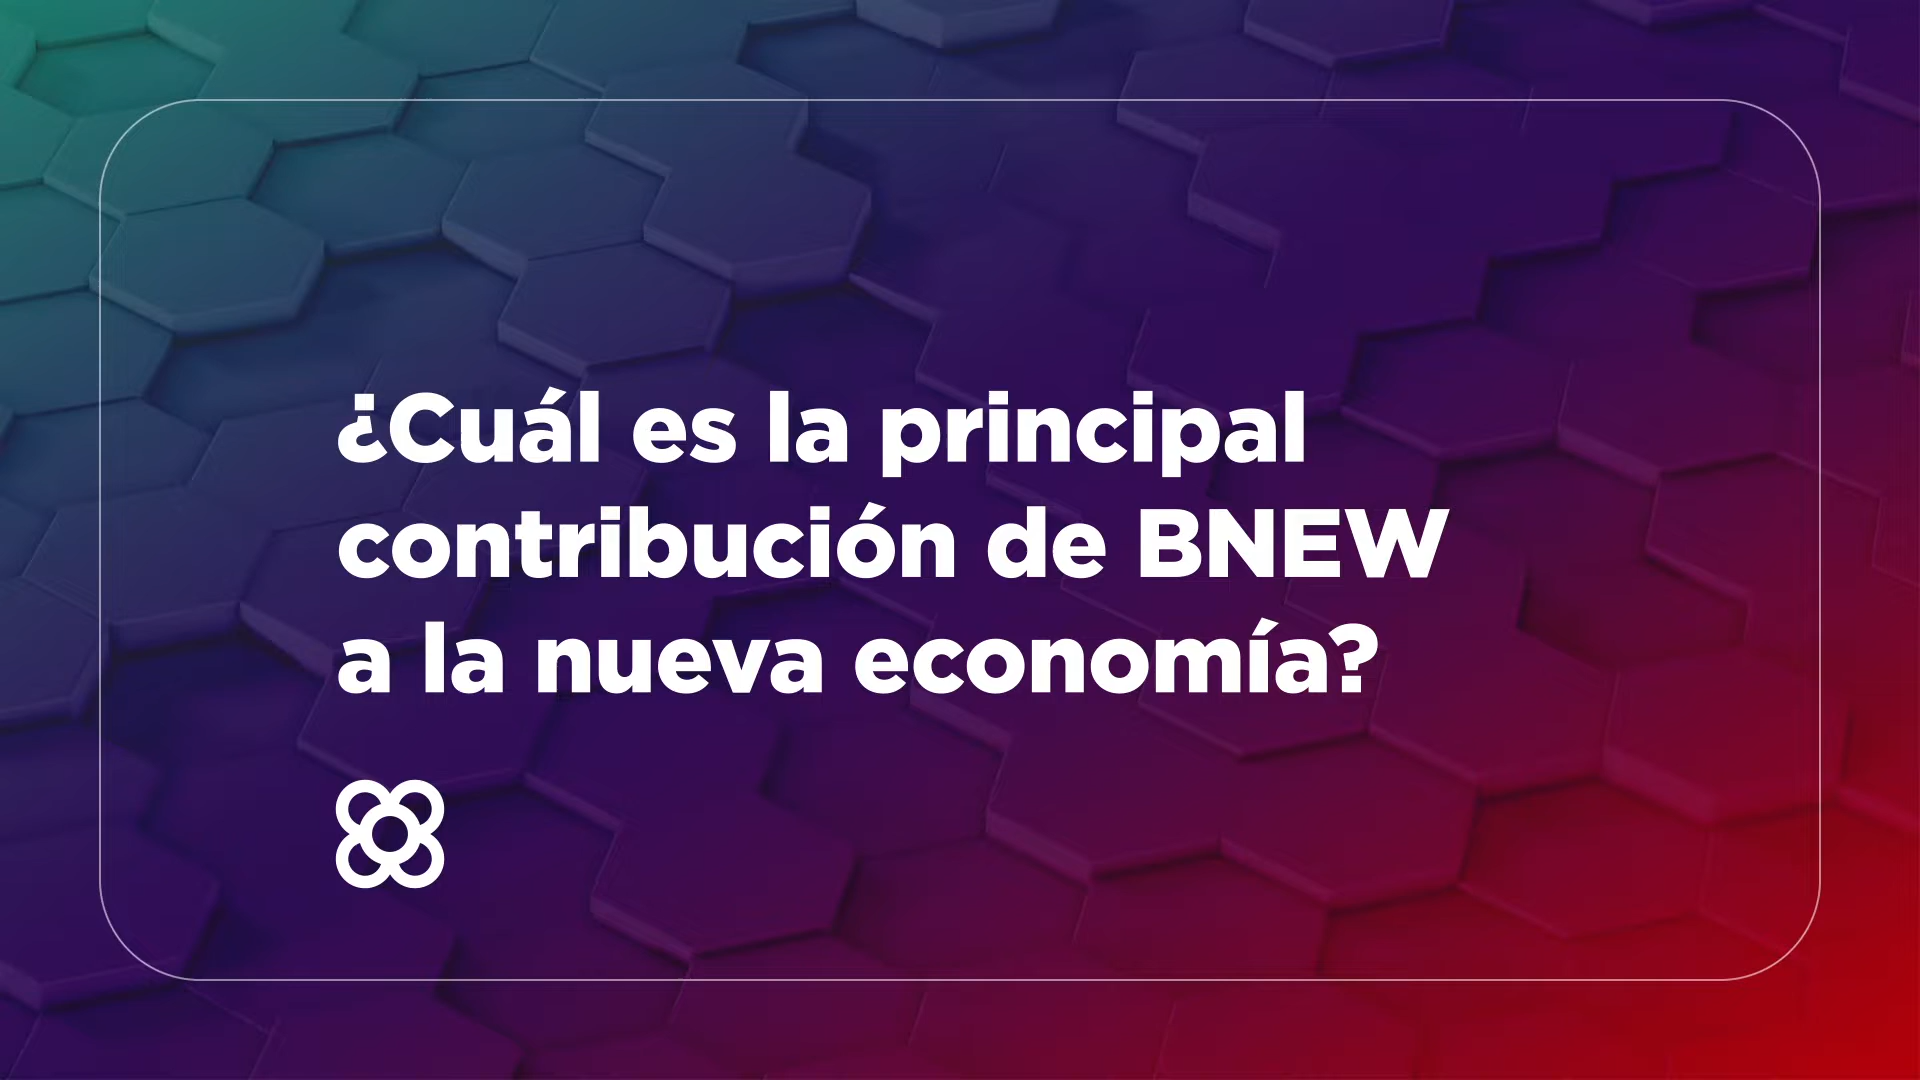 ¿Cuál es la principal
contribución de BNEW
a la nueva economía?